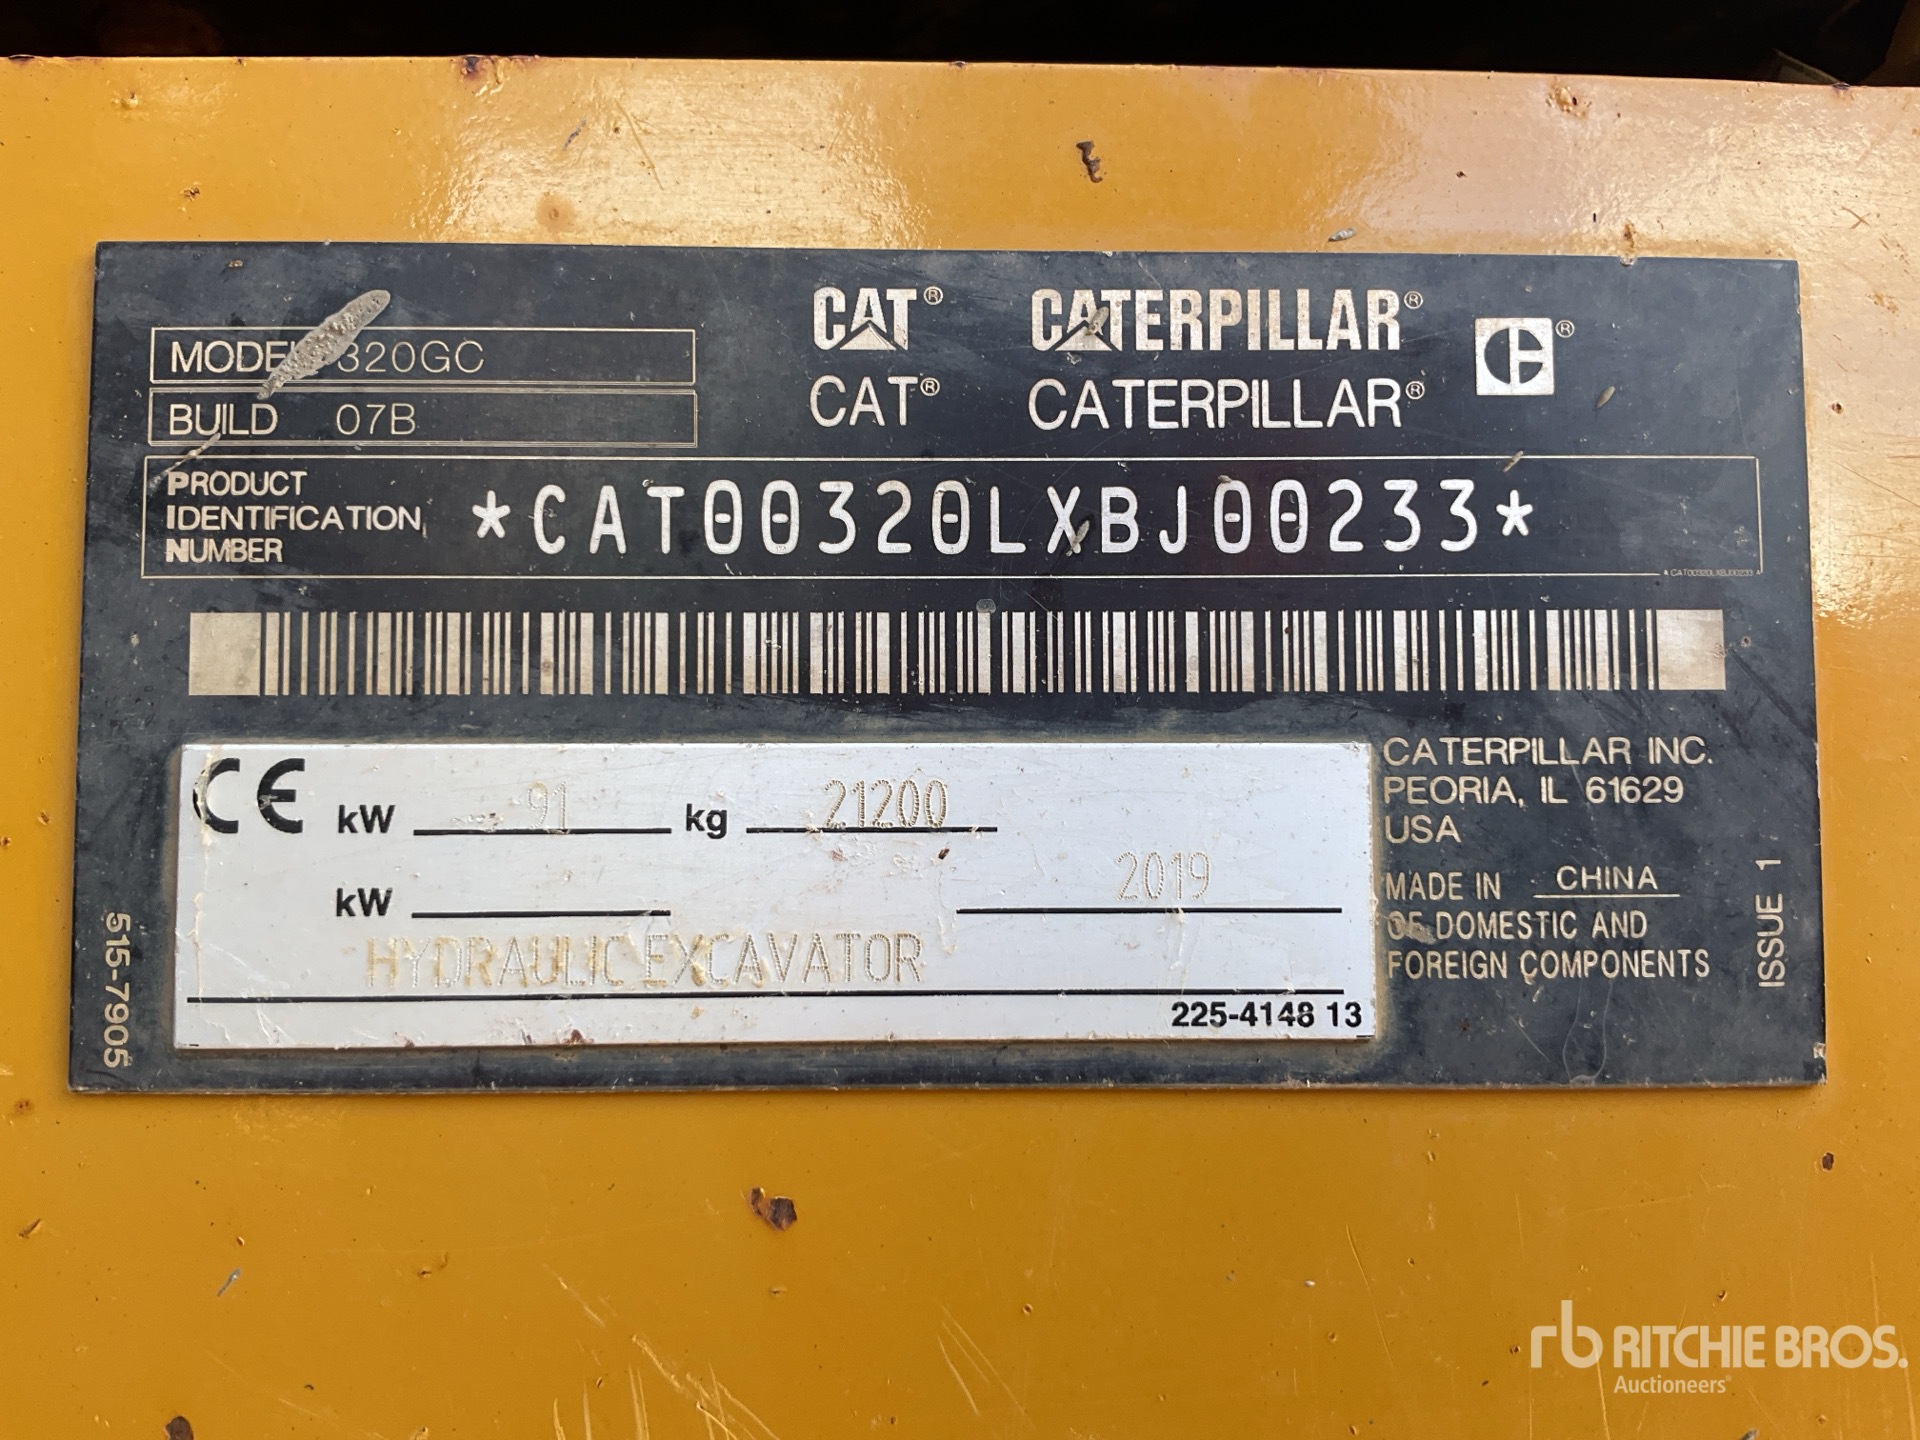 MODEL 320GC
BUILD 07B
CAT® CATERPILLAR®
CAT® CATERPILLAR®
®
PRODUCT
IDENTIFICATION
NUMBER
*CAT00320LXBJ00233*
*CAT00320LXBJ00233*
CE kW 91 kg 21200
kW 2019
HYDRAULIC EXCAVATOR
225-4148 13
CATERPILLAR INC.
PEORIA, IL 61629
USA
MADE IN CHINA
OF DOMESTIC AND
FOREIGN COMPONENTS
515-7905
ISSUE 1
rb RITCHIE BROS.
Auctioneers